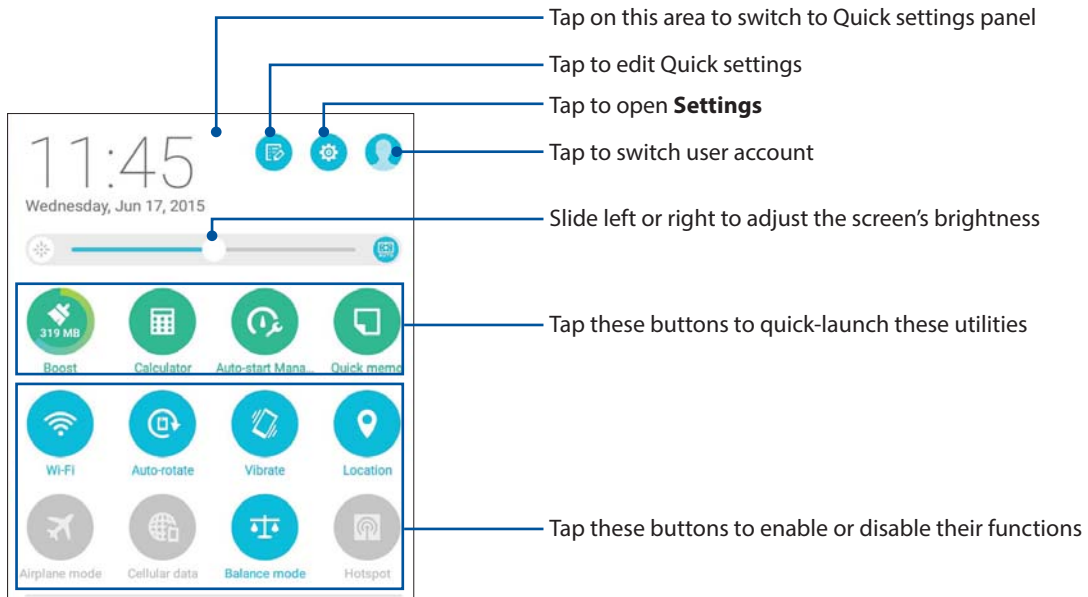 Tap on this area to switch to Quick settings panel
Tap to edit Quick settings
Tap to open Settings
Tap to switch user account
11:45
Wednesday, Jun 17, 2015
Slide left or right to adjust the screen's brightness
AUTO
319 MB
Boost
Calculator
Auto-start Mana...
Quick memo
Tap these buttons to quick-launch these utilities
Wi-Fi
Auto-rotate
Vibrate
Location
Airplane mode
Cellular data
Balance mode
Hotspot
Tap these buttons to enable or disable their functions